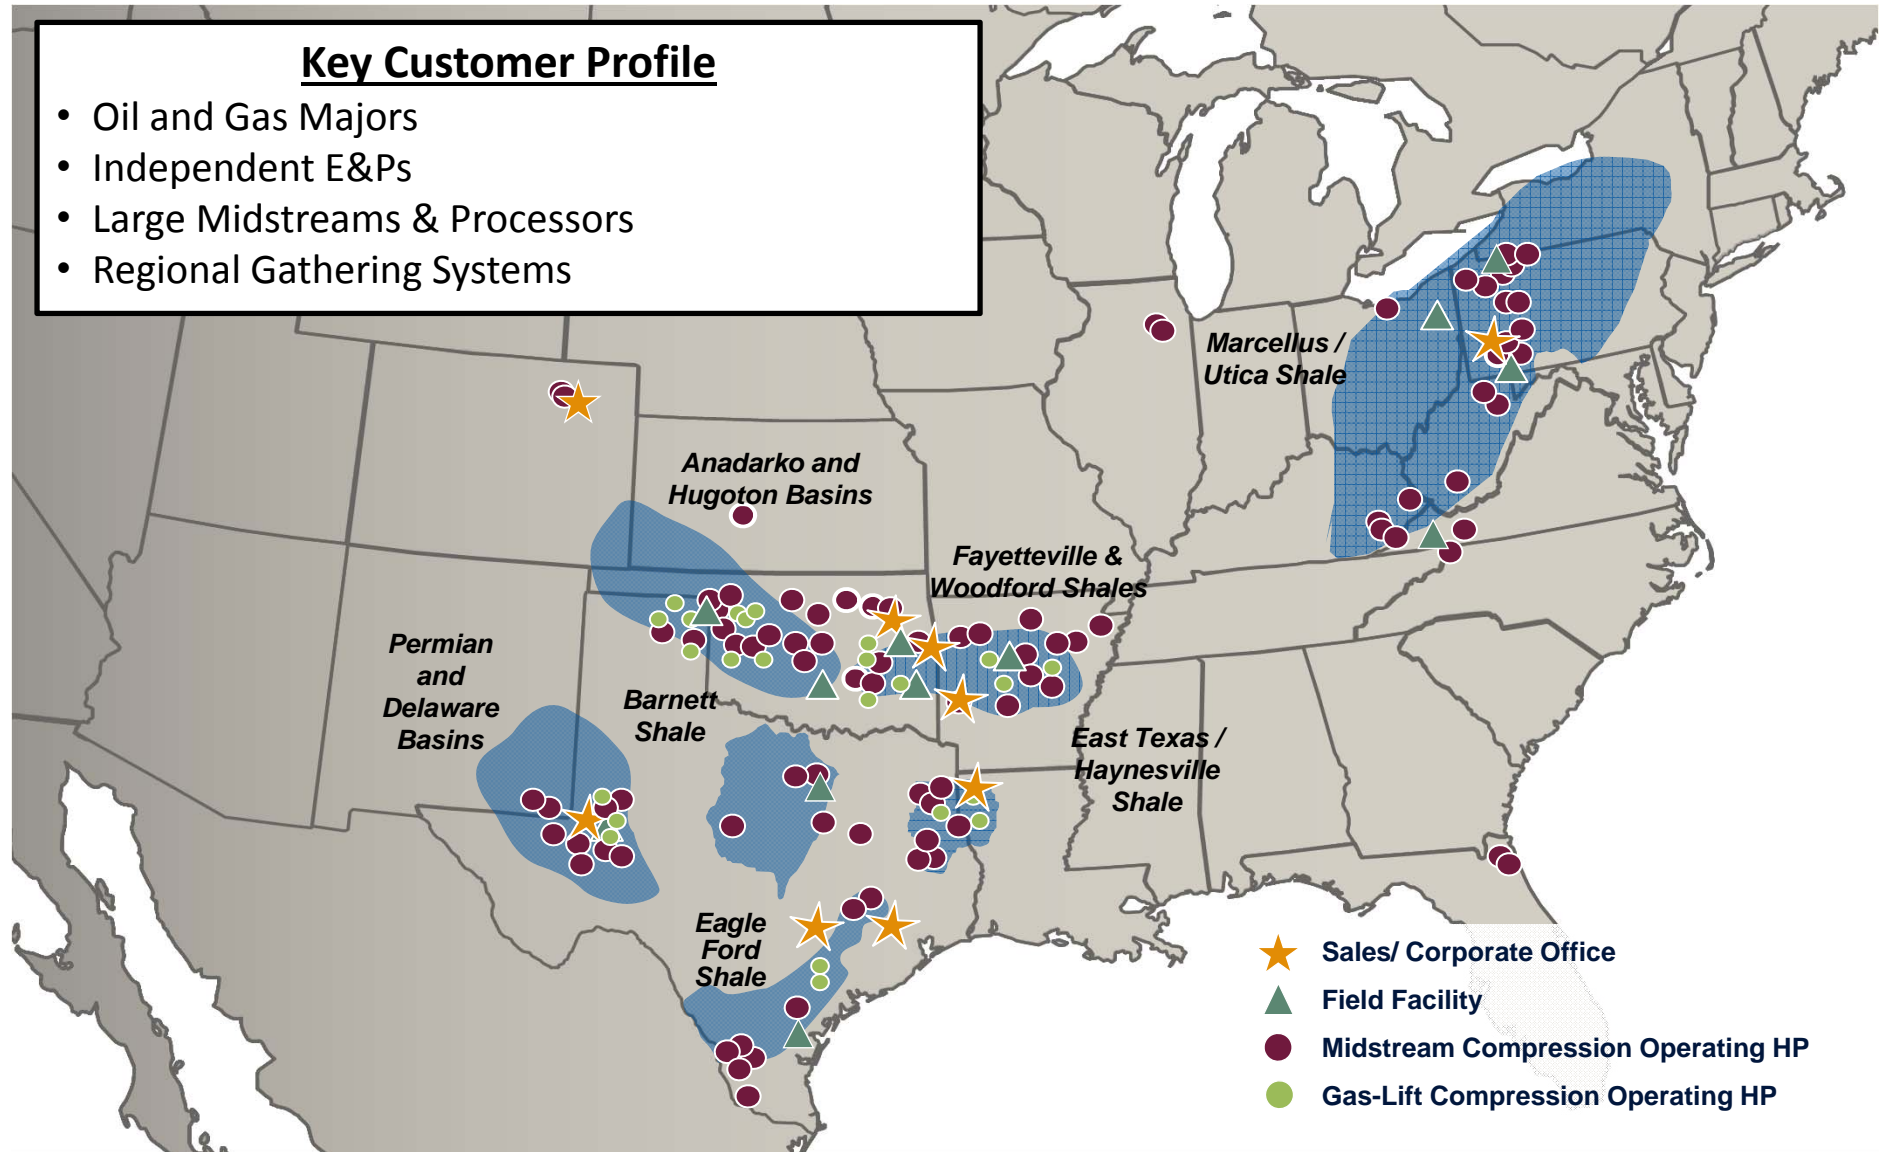 Key Customer Profile
• Oil and Gas Majors
• Independent E&Ps
• Large Midstreams & Processors
• Regional Gathering Systems
Marcellus /
Utica Shale
Anadarko and
Hugoton Basins
Fayetteville &
Woodford Shales
Permian
and
Delaware
Basins
Barnett
Shale
East Texas /
Haynesville
Shale
Eagle
Ford
Shale
Sales/ Corporate Office
Field Facility
Midstream Compression Operating HP
Gas-Lift Compression Operating HP